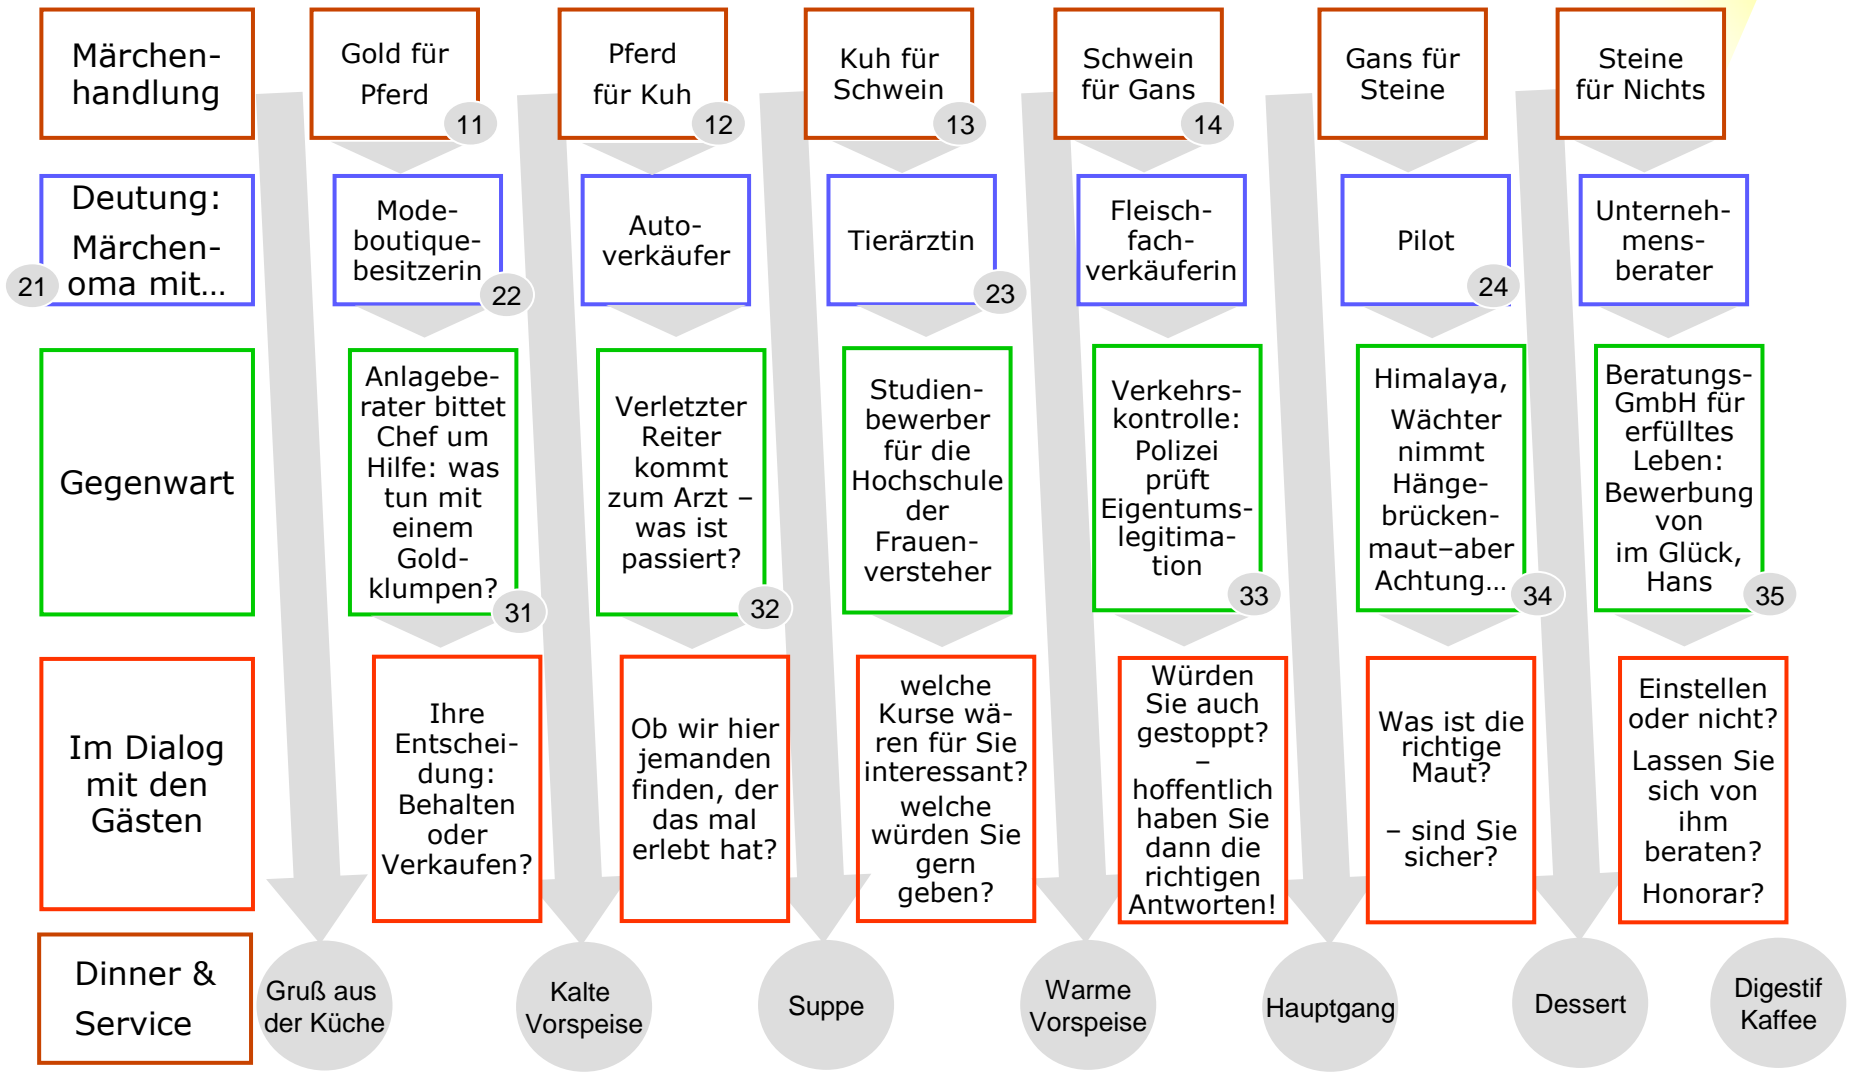 Märchen-
handlung
Gold für
Pferd
11
Pferd
für Kuh
12
Kuh für
Schwein
13
Schwein
für Gans
14
Gans für
Steine
Steine
für Nichts
Deutung:
Märchen-
oma mit…
21
Mode-
boutique-
besitzerin
22
Auto-
verkäufer
Tierärztin
23
Fleisch-
fach-
verkäuferin
Pilot
24
Unterneh-
mens-
berater
Gegenwart
Anlagebe-
rater bittet
Chef um
Hilfe: was
tun mit
einem
Gold-
klumpen?
31
Verletzter
Reiter
kommt
zum Arzt –
was ist
passiert?
32
Studien-
bewerber
für die
Hochschule
der
Frauen-
versteher
Verkehrs-
kontrolle:
Polizei
prüft
Eigentums-
legitima-
tion
33
Himalaya,
Wächter
nimmt
Hänge-
brücken-
maut–aber
Achtung…
34
Beratungs-
GmbH für
erfülltes
Leben:
Bewerbung
von
im Glück,
Hans
35
Im Dialog
mit den
Gästen
Ihre
Entschei-
dung:
Behalten
oder
Verkaufen?
Ob wir hier
jemanden
finden, der
das mal
erlebt hat?
welche
Kurse wä-
ren für Sie
interessant?
welche
würden Sie
gern
geben?
Würden
Sie auch
gestoppt?
–
hoffentlich
haben Sie
dann die
richtigen
Antworten!
Was ist die
richtige
Maut?
– sind Sie
sicher?
Einstellen
oder nicht?
Lassen Sie
sich von
ihm
beraten?
Honorar?
Dinner &
Service
Gruß aus
der Küche
Kalte
Vorspeise
Suppe
Warme
Vorspeise
Hauptgang
Dessert
Digestif
Kaffee